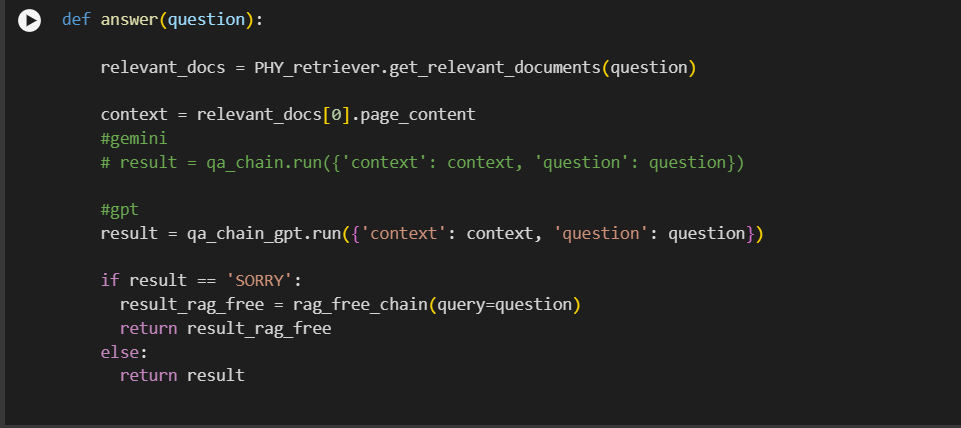 def answer(question):
relevant_docs = PHY_retriever.get_relevant_documents(question)
context = relevant_docs[0].page_content
#gemini
# result = qa_chain.run({'context': context, 'question': question})
#gpt
result = qa_chain_gpt.run({'context': context, 'question': question})
if result == 'SORRY':
result_rag_free = rag_free_chain(query=question)
return result_rag_free
else:
return result